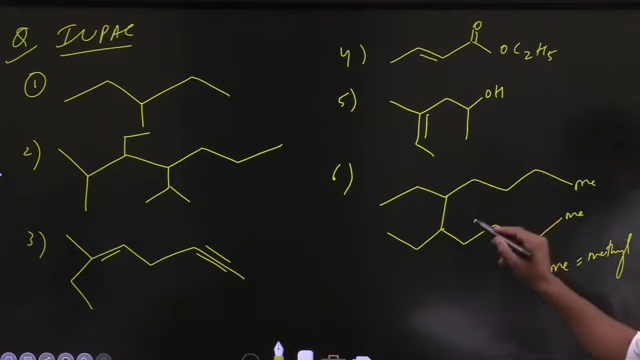 Q IUPAC
1
2)
3)
4) O OC2H5
5) OH
6) me
me
me = methyl